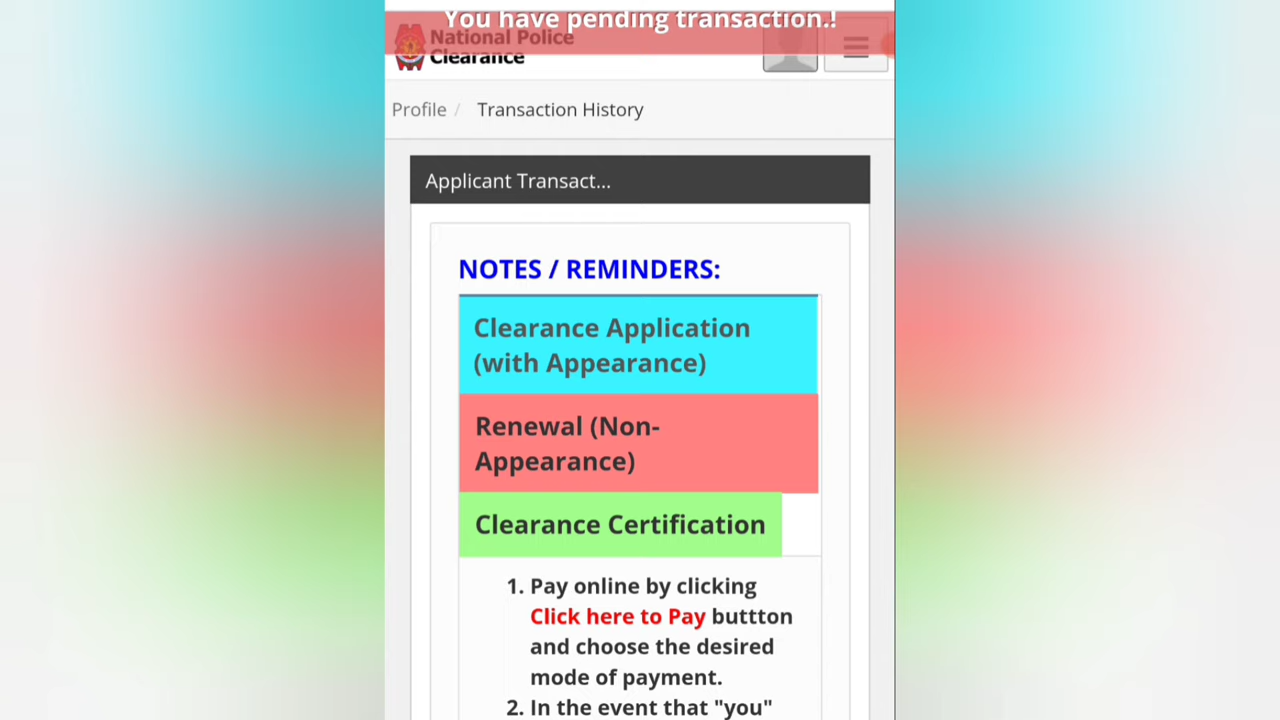 You have pending transaction.!
National Police
Clearance
Profile / Transaction History
Applicant Transact...
NOTES / REMINDERS:
Clearance Application
(with Appearance)
Renewal (Non-
Appearance)
Clearance Certification
1. Pay online by clicking
Click here to Pay buttton
and choose the desired
mode of payment.
2. In the event that "you"